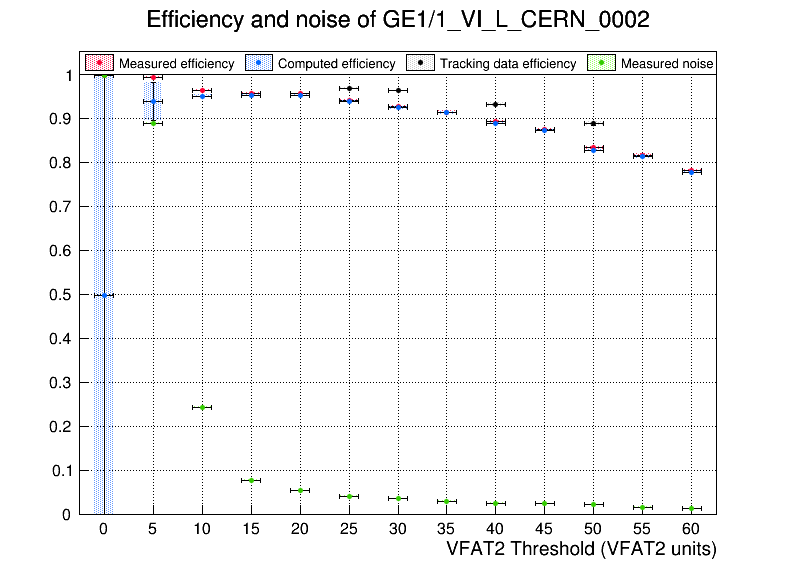 Efficiency and noise of GE1/1_VI_L_CERN_0002
Measured efficiency Computed efficiency Tracking data efficiency Measured noise
1
0.9
0.8
0.7
0.6
0.5
0.4
0.3
0.2
0.1
0
0 5 10 15 20 25 30 35 40 45 50 55 60
VFAT2 Threshold (VFAT2 units)